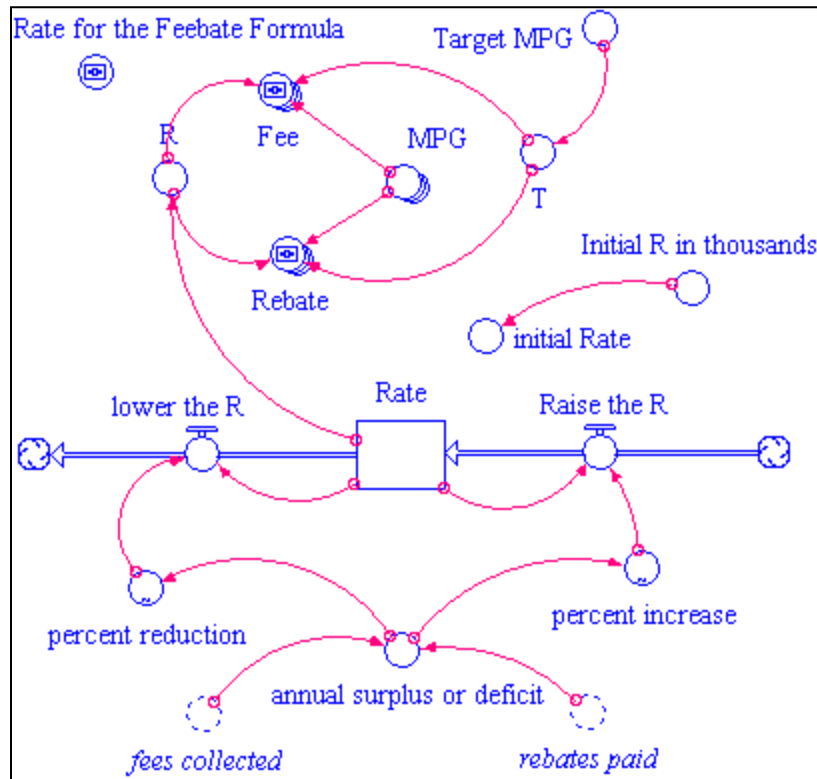 Rate for the Feebate Formula
Target MPG
R
Fee
MPG
T
Initial R in thousands
Rebate
initial Rate
lower the R
Rate
Raise the R
percent reduction
percent increase
annual surplus or deficit
fees collected
rebates paid